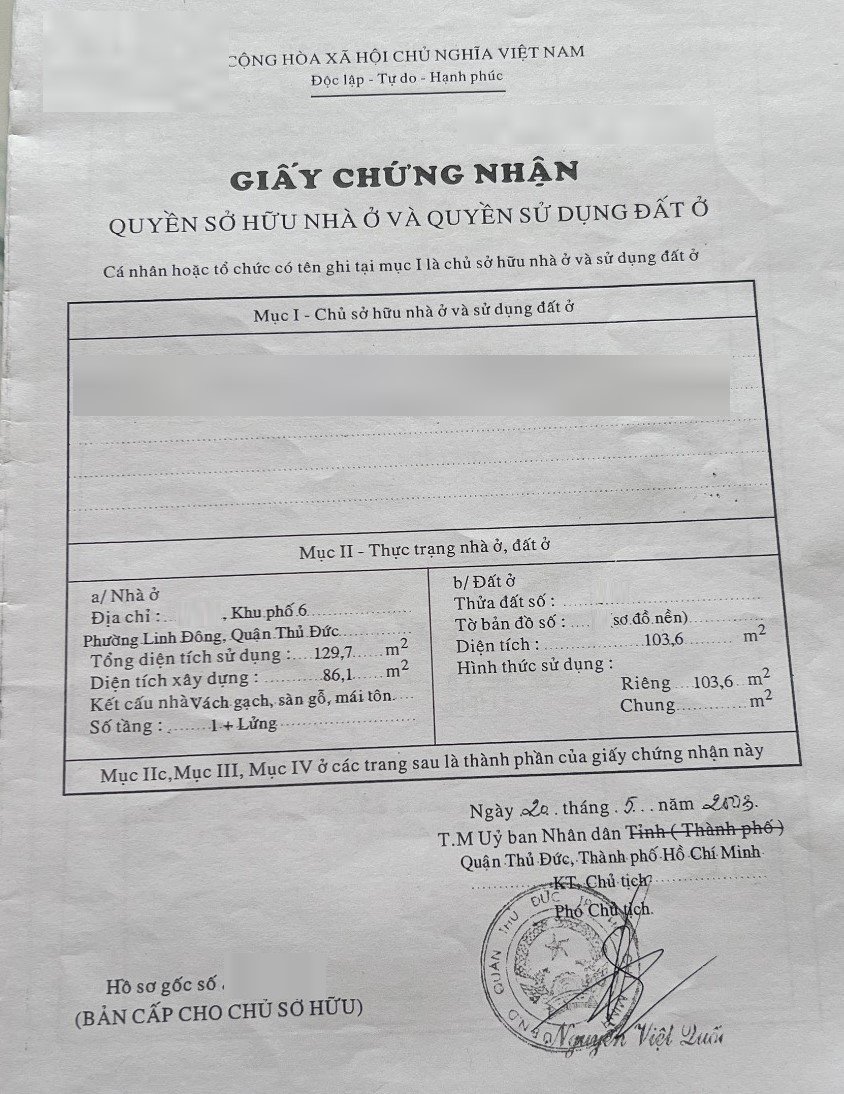 CỘNG HÒA XÃ HỘI CHỦ NGHĨA VIỆT NAM
Độc lập - Tự do - Hạnh phúc
GIẤY CHỨNG NHẬN
QUYỀN SỞ HỮU NHÀ Ở VÀ QUYỀN SỬ DỤNG ĐẤT Ở
Cá nhân hoặc tổ chức có tên ghi tại mục I là chủ sở hữu nhà ở và sử dụng đất ở
Mục I - Chủ sở hữu nhà ở và sử dụng đất ở
Mục II - Thực trạng nhà ở, đất ở
a/ Nhà ở
Địa chỉ : , Khu phố 6
Phường Linh Đông, Quận Thủ Đức
Tổng diện tích sử dụng : 129,7 m2
Diện tích xây dựng : 86,1 m2
Kết cấu nhà Vách gạch, sàn gỗ, mái tôn
Số tầng : 1 + Lửng
b/ Đất ở
Thửa đất số :
Tờ bản đồ số : sơ đồ nền)
Diện tích : 103,6 m2
Hình thức sử dụng :
Riêng 103,6 m2
Chung m2
Mục IIc, Mục III, Mục IV ở các trang sau là thành phần của giấy chứng nhận này
Ngày 20 tháng 5 năm 2003.
T.M Uỷ ban Nhân dân Tỉnh ( Thành phố )
Quận Thủ Đức, Thành phố Hồ Chí Minh
KT. Chủ tịch
Phó Chủ tịch
QUẬN THỦ ĐỨC
Nguyễn Việt
Hồ sơ gốc số
(BẢN CẤP CHO CHỦ SƠ HỮU)